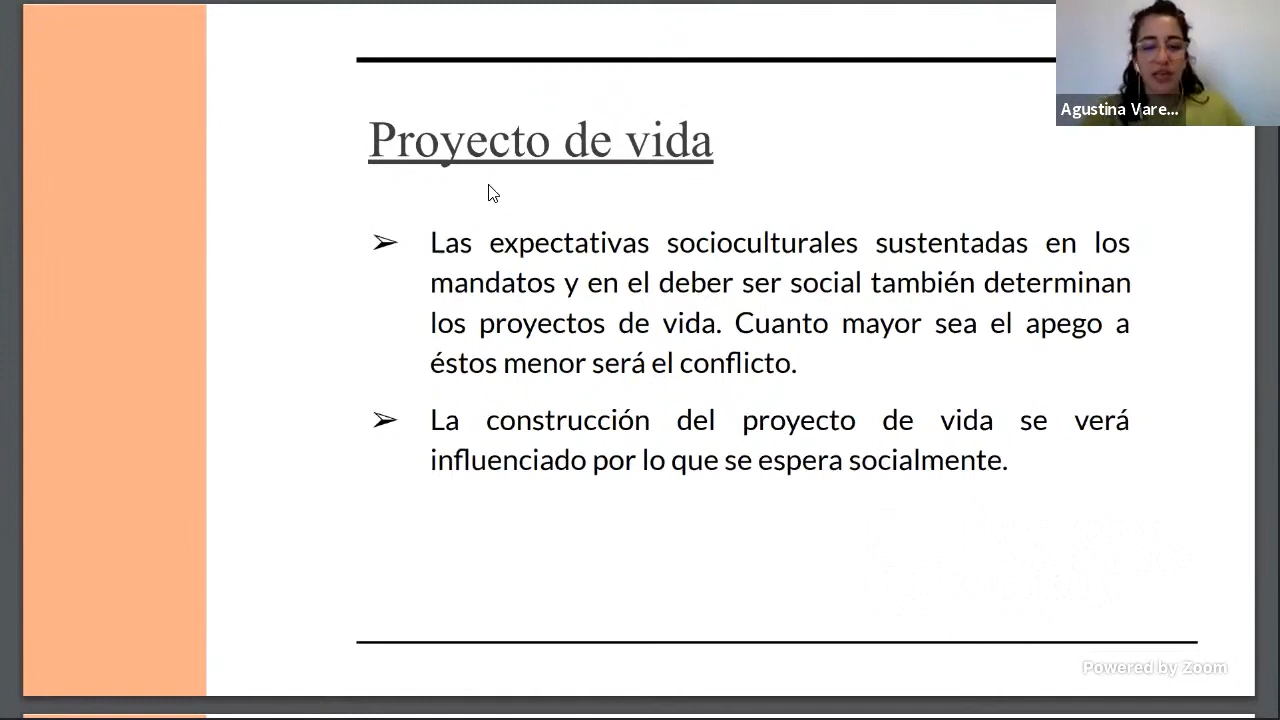 Agustina Vare...
Proyecto de vida
➢ Las expectativas socioculturales sustentadas en los
mandatos y en el deber ser social también determinan
los proyectos de vida. Cuanto mayor sea el apego a
éstos menor será el conflicto.
➢ La construcción del proyecto de vida se verá
influenciado por lo que se espera socialmente.
Powered by Zoom